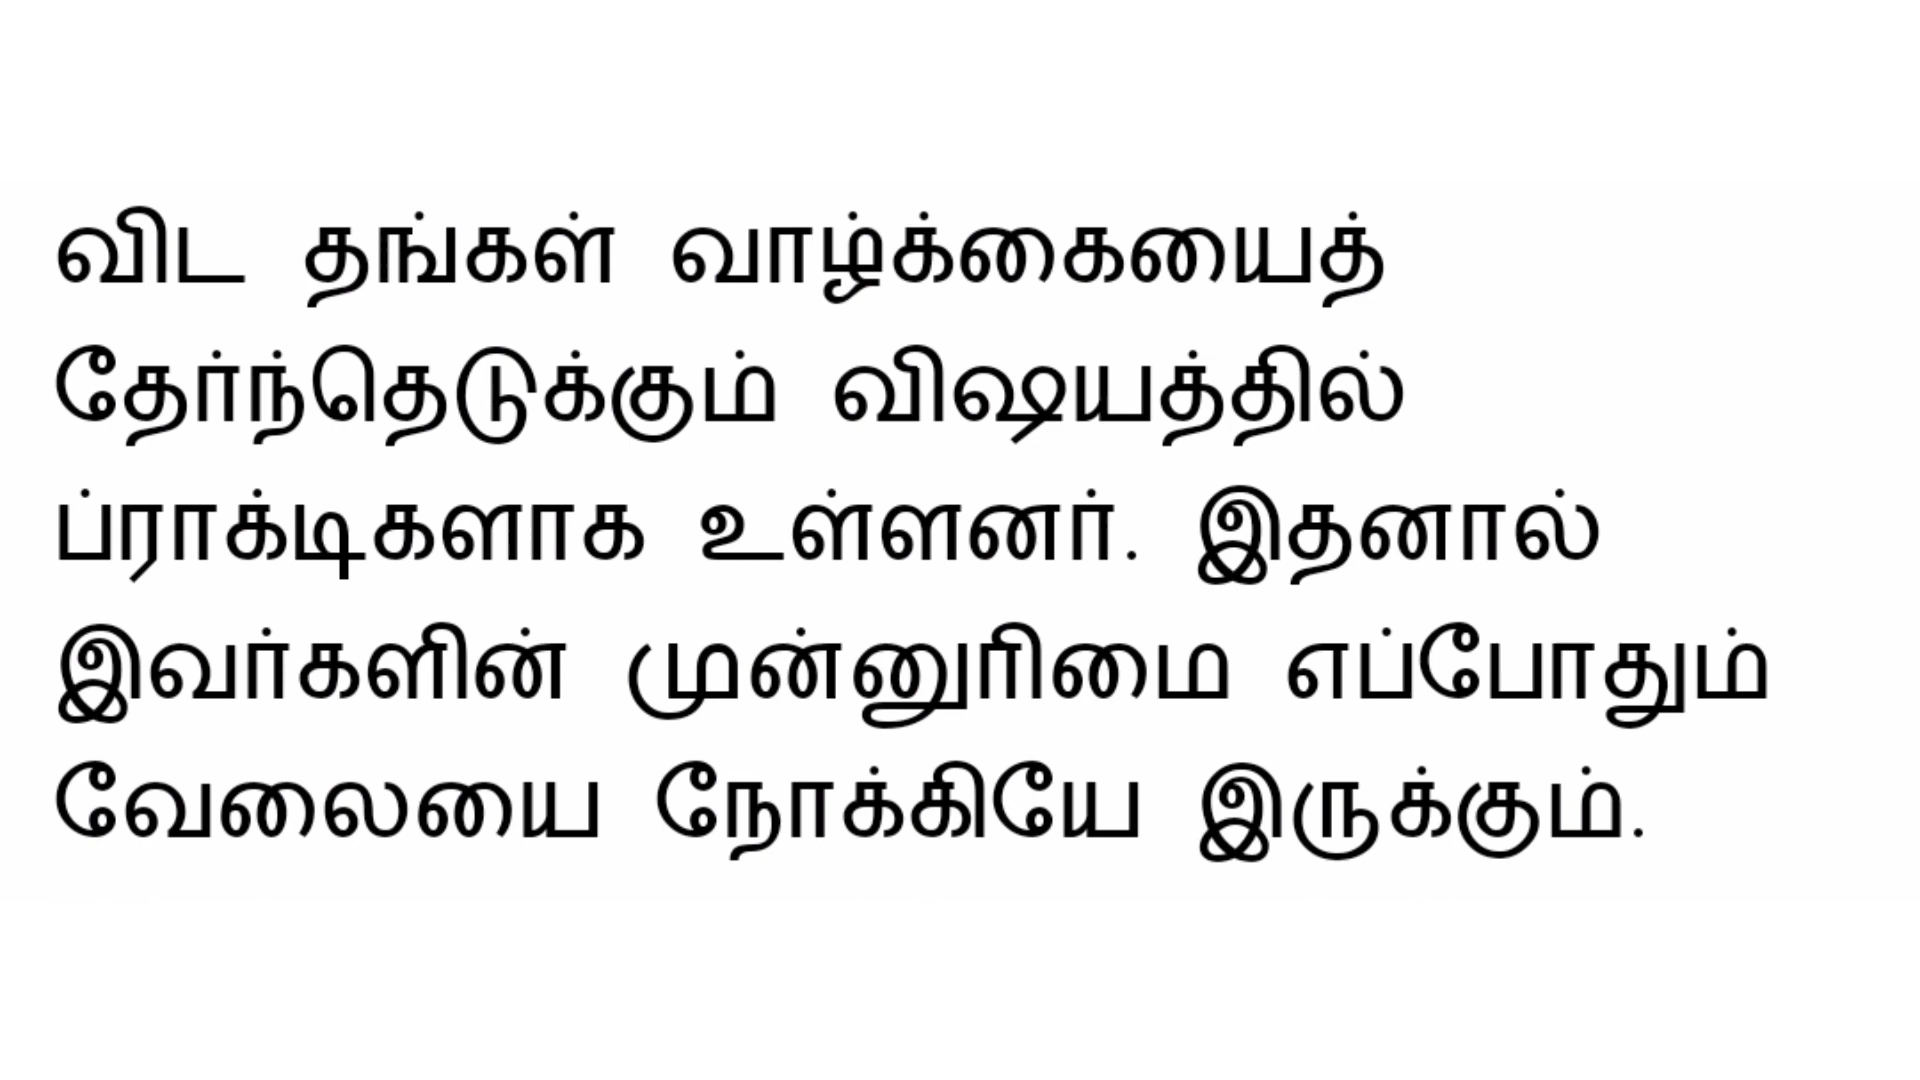 விட தங்கள் வாழ்க்கையைத்
தேர்ந்தெடுக்கும் விஷயத்தில்
ப்ராக்டிகளாக உள்ளனர். இதனால்
இவர்களின் முன்னுரிமை எப்போதும்
வேலையை நோக்கியே இருக்கும்.